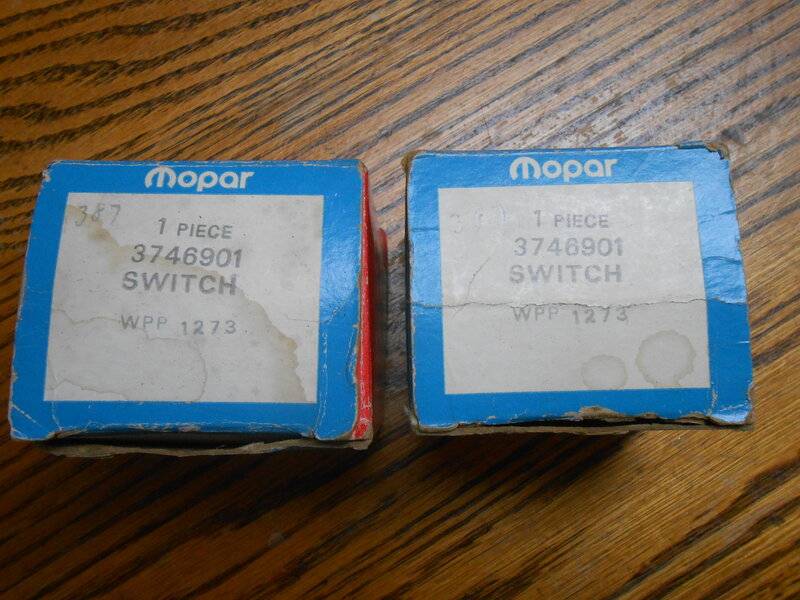 mopar
387
1 PIECE
3746901
SWITCH
WPP 1273
mopar
1 PIECE
3746901
SWITCH
WPP 1273